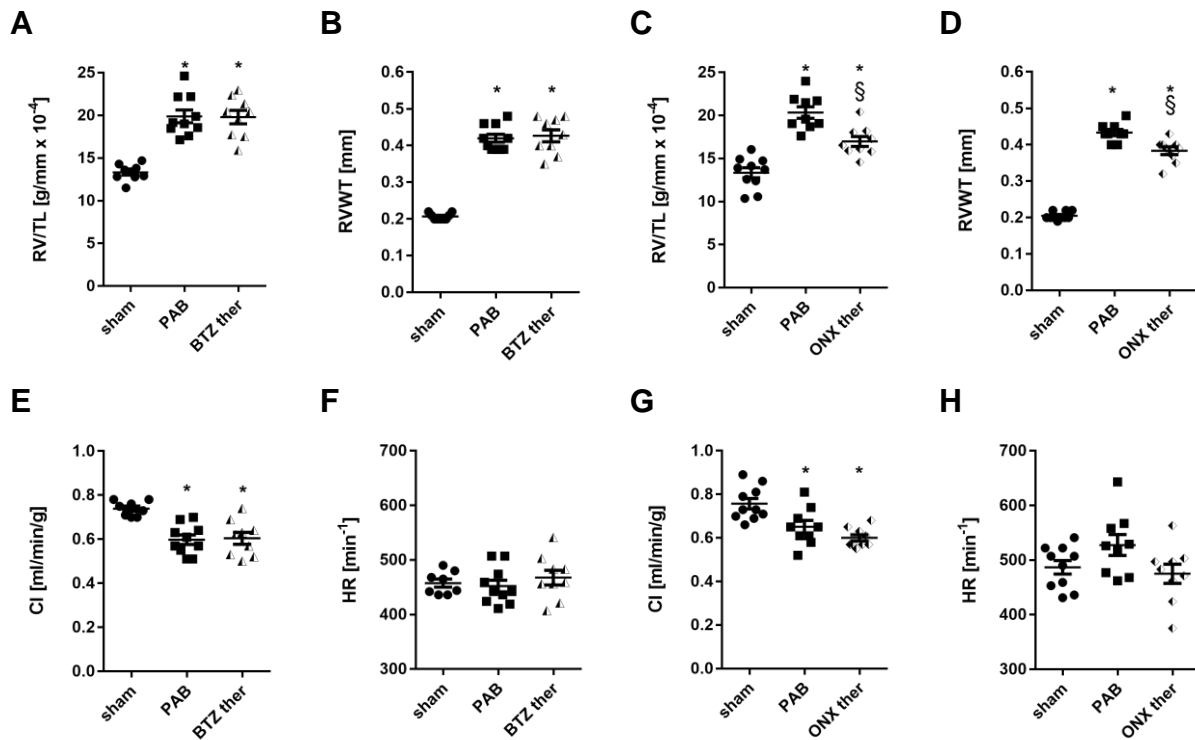 A
B
C
D
RV/TL [g/mm x 10⁻⁴]
25
20
15
10
5
0
* *
sham
PAB
BTZ ther
RVWT [mm]
0.6
0.5
0.4
0.3
0.2
0.1
0.0
* *
sham
PAB
BTZ ther
RV/TL [g/mm x 10⁻⁴]
25
20
15
10
5
0
* *
§
sham
PAB
ONX ther
RVWT [mm]
0.6
0.5
0.4
0.3
0.2
0.1
0.0
* *
§
sham
PAB
ONX ther
E
F
G
H
CI [ml/min/g]
1.0
0.8
0.6
0.4
0.2
0.0
* *
sham
PAB
BTZ ther
HR [min⁻¹]
700
600
500
400
300
sham
PAB
BTZ ther
CI [ml/min/g]
1.0
0.8
0.6
0.4
0.2
0.0
* *
sham
PAB
ONX ther
HR [min⁻¹]
700
600
500
400
300
sham
PAB
ONX ther